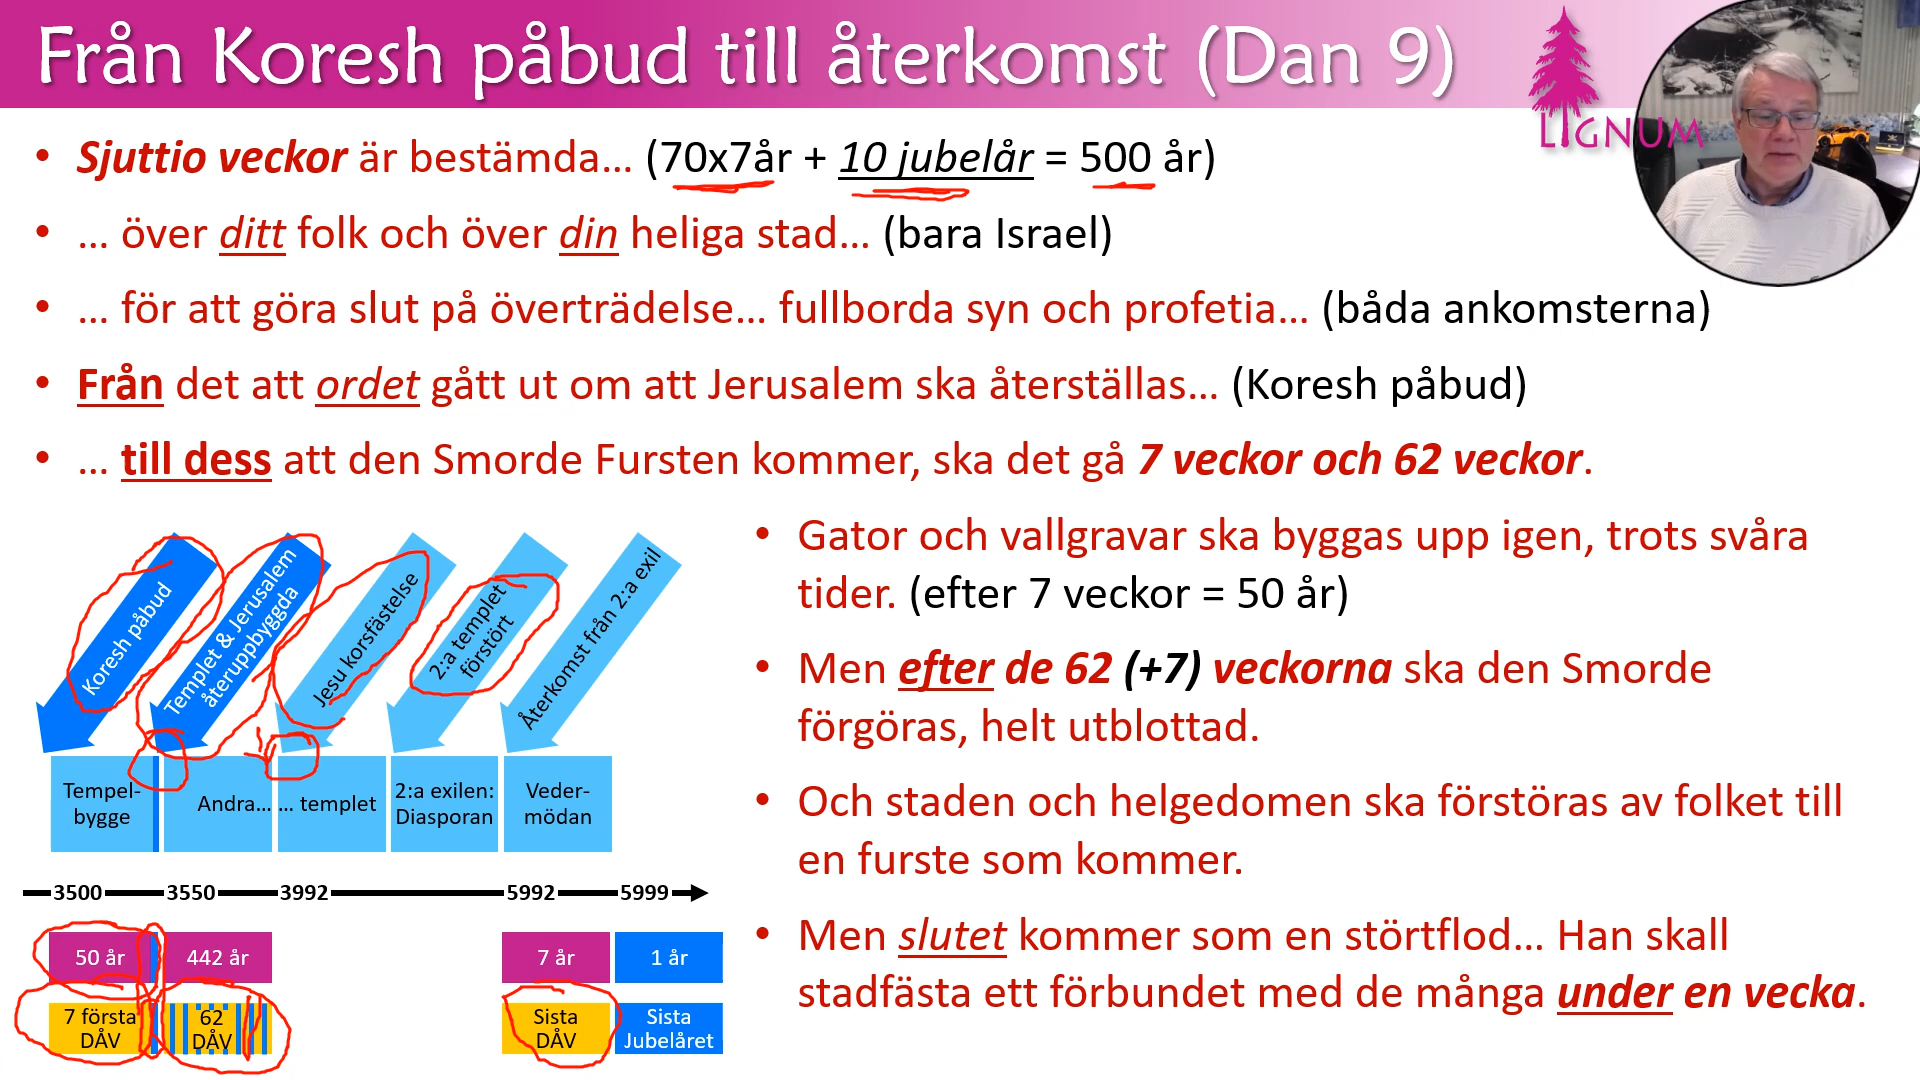 Från Koresh påbud till återkomst (Dan 9)
LIGNUM
• Sjuttio veckor är bestämda... (70x7år + 10 jubelår = 500 år)
• ... över ditt folk och över din heliga stad... (bara Israel)
• ... för att göra slut på överträdelse... fullborda syn och profetia... (båda ankomsterna)
• Från det att ordet gått ut om att Jerusalem ska återställas... (Koresh påbud)
• ... till dess att den Smorde Fursten kommer, ska det gå 7 veckor och 62 veckor.
• Gator och vallgravar ska byggas upp igen, trots svåra
tider. (efter 7 veckor = 50 år)
• Men efter de 62 (+7) veckorna ska den Smorde
förgöras, helt utblottad.
• Och staden och helgedomen ska förstöras av folket till
en furste som kommer.
• Men slutet kommer som en störtflod... Han skall
stadfästa ett förbundet med de många under en vecka.
Koresh påbud
Templet & Jerusalem
återuppbyggda
Jesu korsfästelse
2:a templet
förstört
Återkomst från 2:a exil
Tempel-
bygge
Andra...
... templet
2:a exilen:
Diasporan
Veder-
mödan
3500 3550 3992 5992 5999
50 år 442 år 7 år 1 år
7 första
DÅV
62
DÅV
Sista
DÅV
Sista
Jubelåret